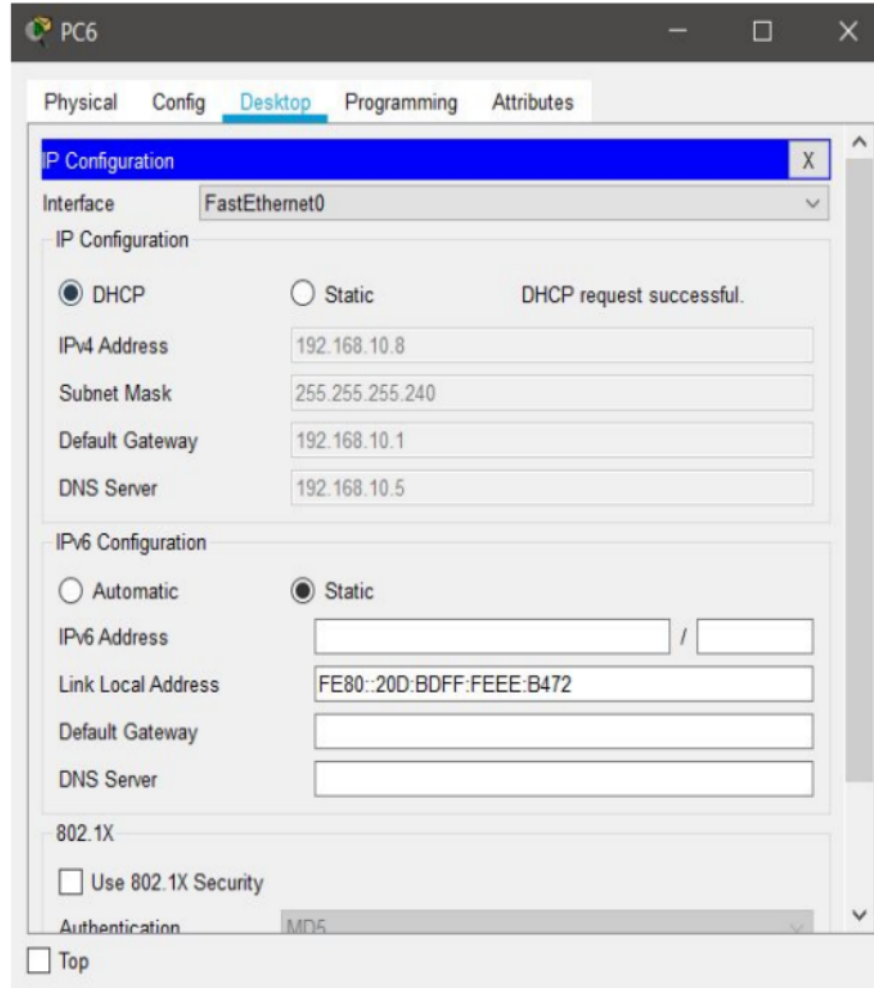 PC6
Physical Config Desktop Programming Attributes
IP Configuration X
Interface FastEthernet0
IP Configuration
DHCP Static DHCP request successful.
IPv4 Address 192.168.10.8
Subnet Mask 255.255.255.240
Default Gateway 192.168.10.1
DNS Server 192.168.10.5
IPv6 Configuration
Automatic Static
IPv6 Address /
Link Local Address FE80::20D:BDFF:FEEE:B472
Default Gateway
DNS Server
802.1X
Use 802.1X Security
Authentication MD5
Top